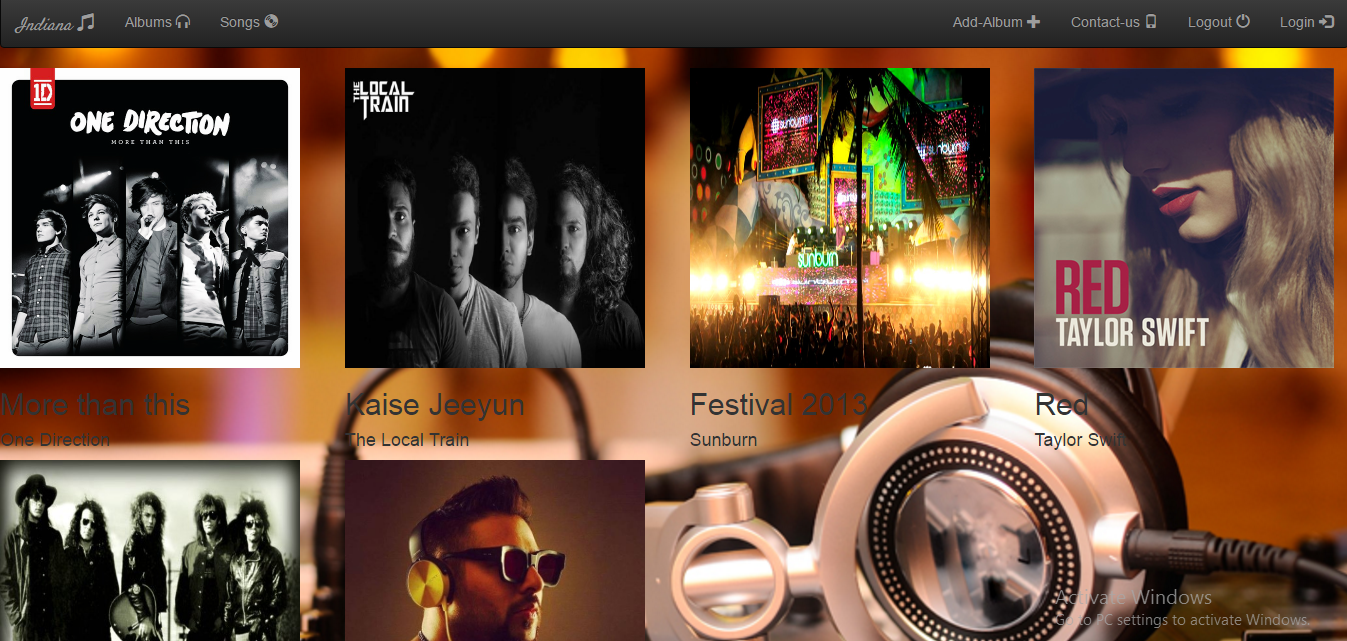 Indiana
Albums
Songs
Add-Album
Contact-us
Logout
Login
1D
ONE DIRECTION
MORE THAN THIS
THE LOCAL TRAIN
#sunburn
sunburn
RED
TAYLOR SWIFT
More than this
Kaise Jeeyun
Festival 2013
Red
One Direction
The Local Train
Sunburn
Taylor Swift
Activate Windows
Go to PC settings to activate Windows.